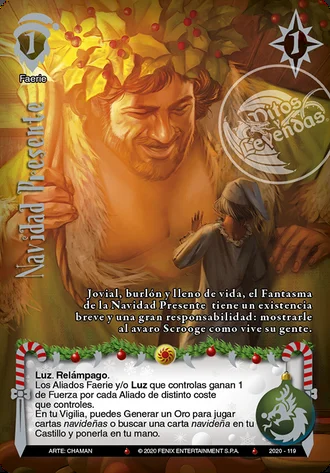 1
1
Faerie
Mitos y
Leyendas
Navidad Presente
Jovial, burlón y lleno de vida, el Fantasma
de la Navidad Presente tiene un existencia
breve y una gran responsabilidad: mostrarle
al avaro Scrooge como vive su gente.
Luz. Relámpago.
Los Aliados Faerie y/o Luz que controlas ganan 1
de Fuerza por cada Aliado de distinto coste
que controles.
En tu Vigilia, puedes Generar un Oro para jugar
cartas navideñas o buscar una carta navideña en tu
Castillo y ponerla en tu mano.
ARTE: CHAMAN
© 2020 FENIX ENTERTAINMENT S.P.A.
2020 - 119